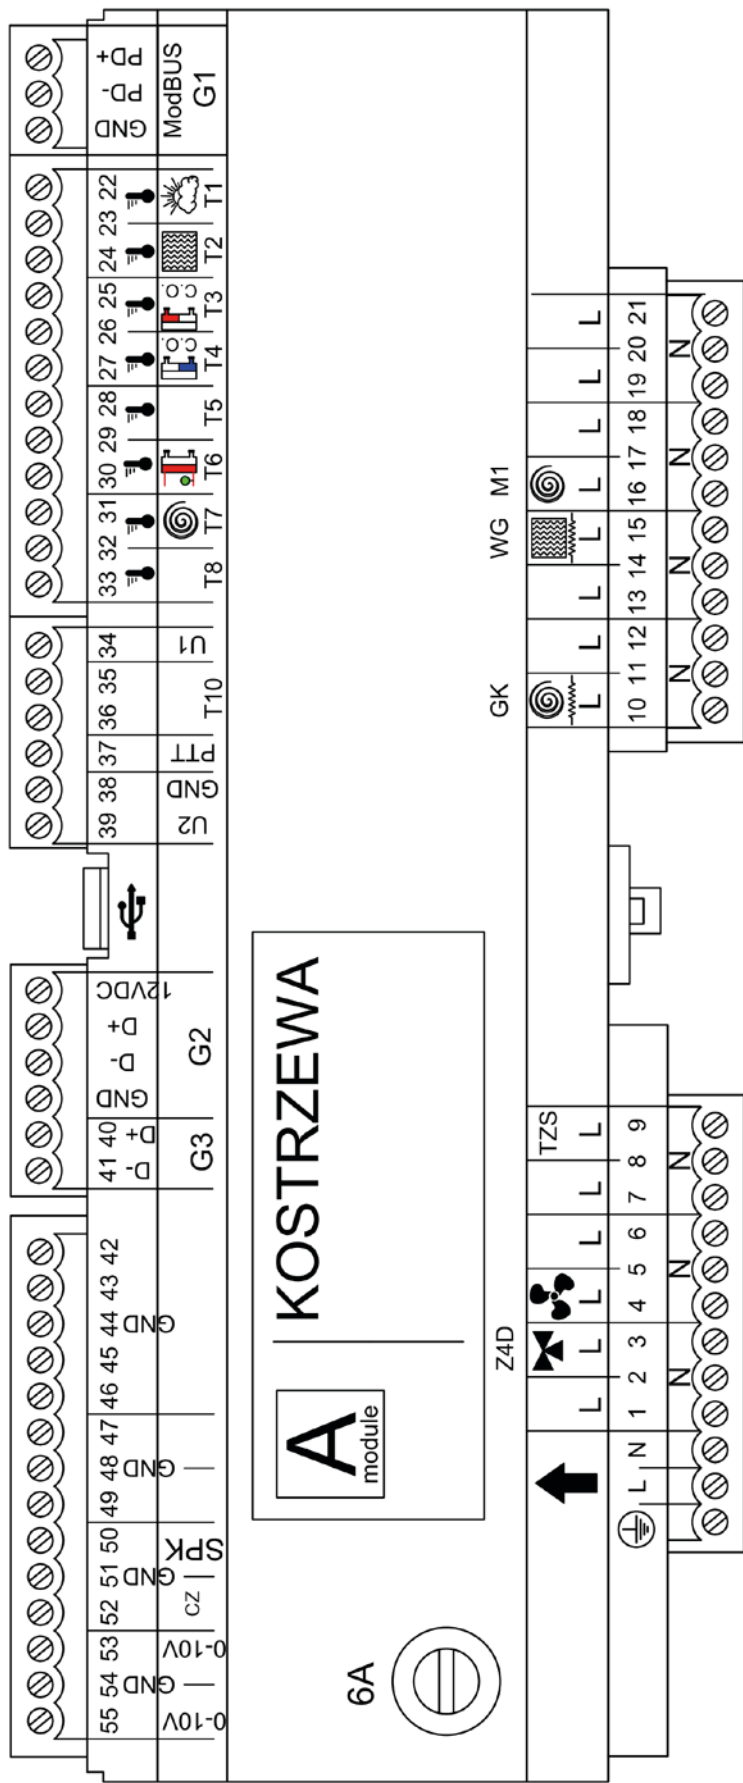 PD+
PD-
GND
ModBUS
G1
22
23
24
25
26
27
28
29
30
31
32
33
C.O.
C.O.
T1
T2
T3
T4
T5
T6
T7
T8
34
35
36
37
38
39
U1
T10
PTT
GND
U2
12VDC
D+
D-
GND
G2
40 D+
41 D-
G3
42
43
44 GND
45
46
47
48 GND
49
50
51 GND
52
53
54 GND
55
SPK
CZ
0-10V
0-10V
KOSTRZEWA
A
module
6A
M1
WG
GK
L
L
L
L
L
L
L
L
21
20
19
18
17
16
15
14
13
12
11
10
N
N
N
N
Z4D
TZS
L
L
L
L
L
L
9
8
7
6
5
4
3
2
1
N
L
N
N
N